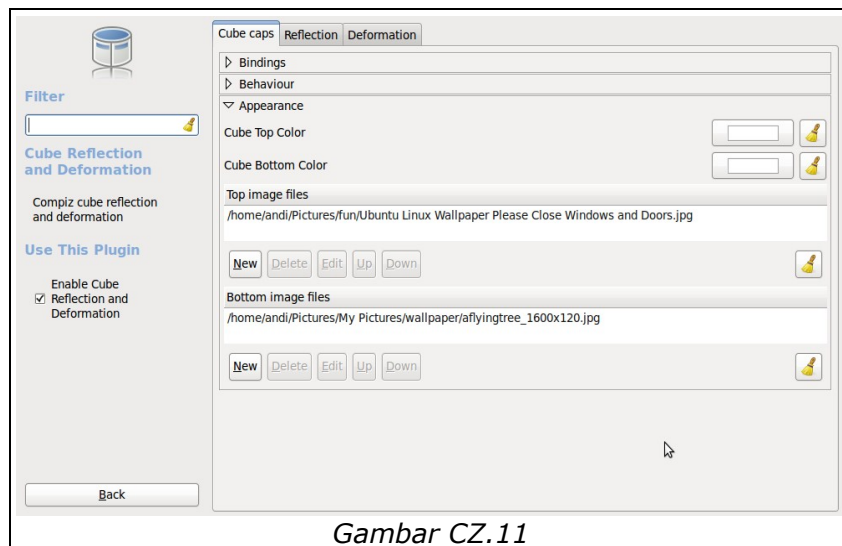 Cube caps Reflection Deformation
Bindings
Behaviour
Appearance
Filter
Cube Top Color
Cube Bottom Color
Cube Reflection
and Deformation
Top image files
Compiz cube reflection
and deformation
/home/andi/Pictures/fun/Ubuntu Linux Wallpaper Please Close Windows and Doors.jpg
Use This Plugin
New Delete Edit Up Down
Enable Cube
Reflection and
Deformation
Bottom image files
/home/andi/Pictures/My Pictures/wallpaper/aflyingtree_1600x120.jpg
New Delete Edit Up Down
Back
Gambar CZ.11